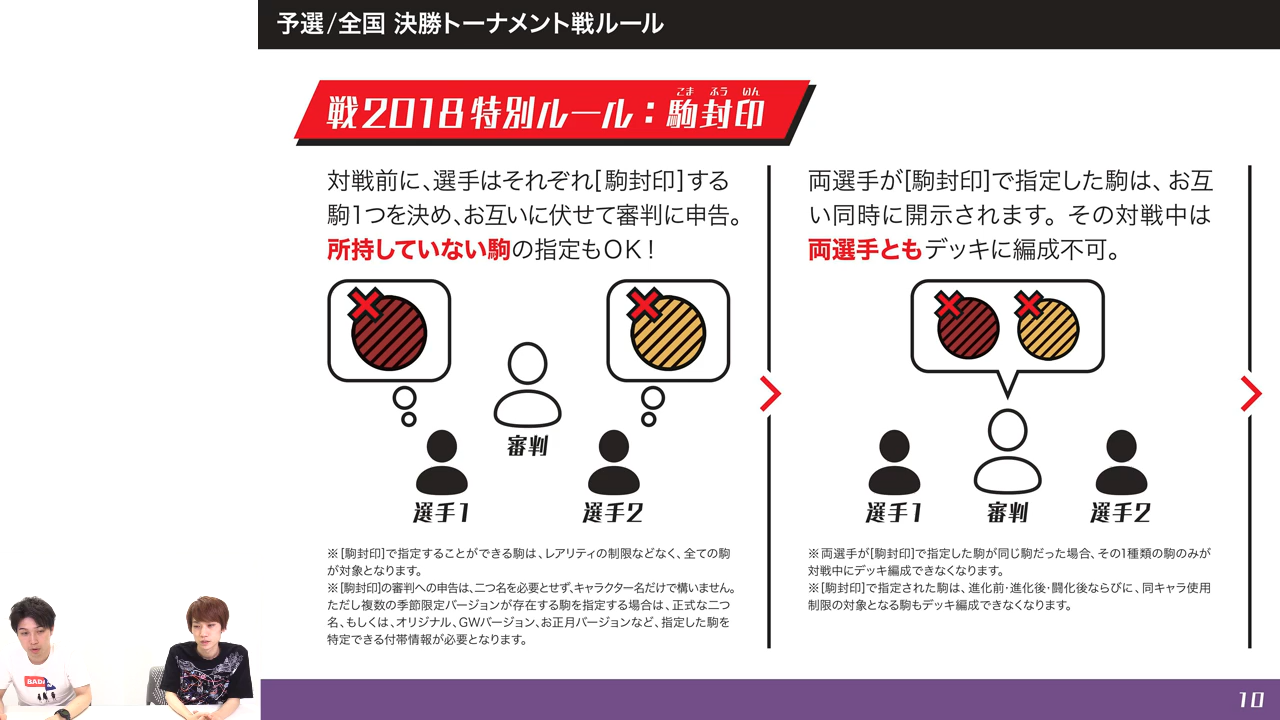 予選/全国 決勝トーナメント戦ルール
こま ふう いん
戦2018特別ルール：駒封印
対戦前に、選手はそれぞれ[駒封印]する
駒1つを決め、お互いに伏せて審判に申告。
所持していない駒の指定もOK！
審判
選手1
選手2
※[駒封印]で指定することができる駒は、レアリティの制限などなく、全ての駒
が対象となります。
※[駒封印]の審判への申告は、二つ名を必要とせず、キャラクター名だけで構いません。
ただし複数の季節限定バージョンが存在する駒を指定する場合は、正式な二つ
名、もしくは、オリジナル、GWバージョン、お正月バージョンなど、指定した駒を
特定できる付帯情報が必要となります。
両選手が[駒封印]で指定した駒は、お互
い同時に開示されます。その対戦中は
両選手ともデッキに編成不可。
選手1
審判
選手2
※両選手が[駒封印]で指定した駒が同じ駒だった場合、その1種類の駒のみが
対戦中にデッキ編成できなくなります。
※[駒封印]で指定された駒は、進化前・進化後・闘化後ならびに、同キャラ使用
制限の対象となる駒もデッキ編成できなくなります。
10